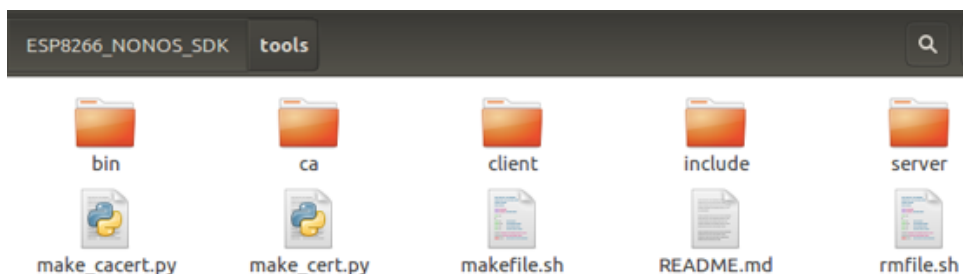 ESP8266_NONOS_SDK tools
bin ca client include server
make_cacert.py make_cert.py makefile.sh README.md rmfile.sh